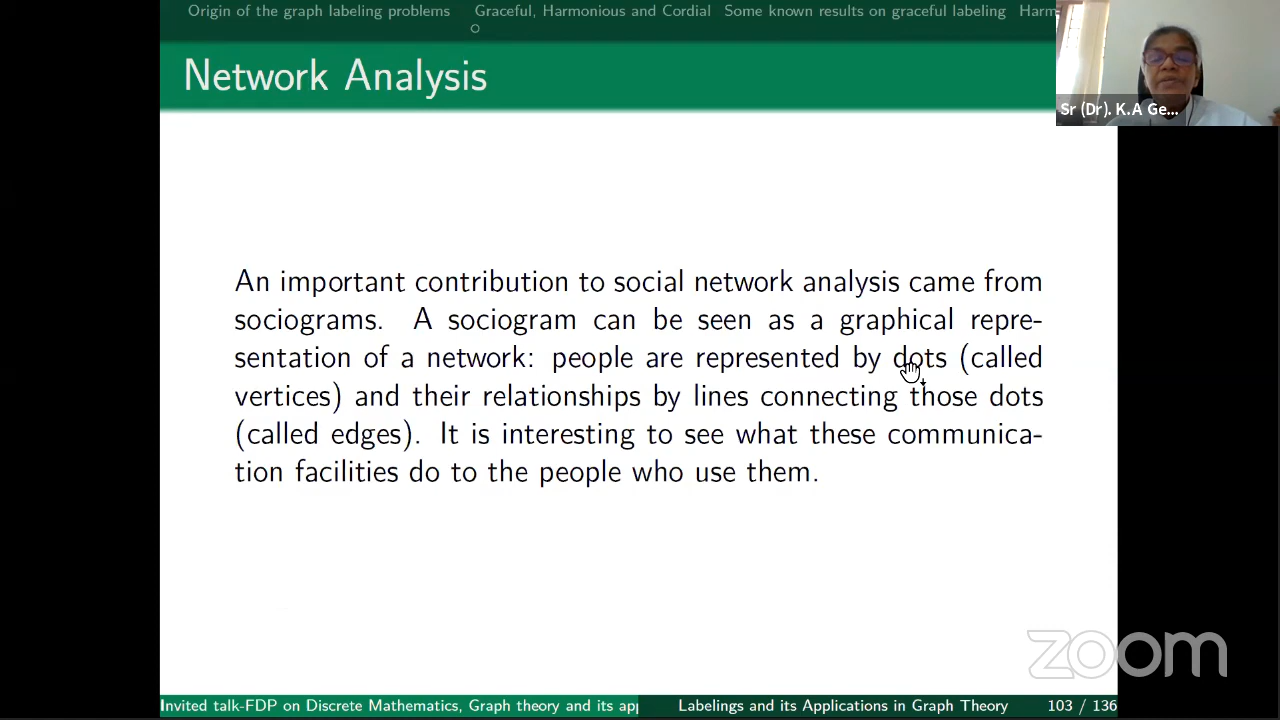 Origin of the graph labeling problems Graceful, Harmonious and Cordial Some known results on graceful labeling Harm
Network Analysis
Sr (Dr). K.A Ge...
An important contribution to social network analysis came from
sociograms. A sociogram can be seen as a graphical repre-
sentation of a network: people are represented by dots (called
vertices) and their relationships by lines connecting those dots
(called edges). It is interesting to see what these communica-
tion facilities do to the people who use them.
zoom
Invited talk-FDP on Discrete Mathematics, Graph theory and its app Labelings and its Applications in Graph Theory 103 / 136